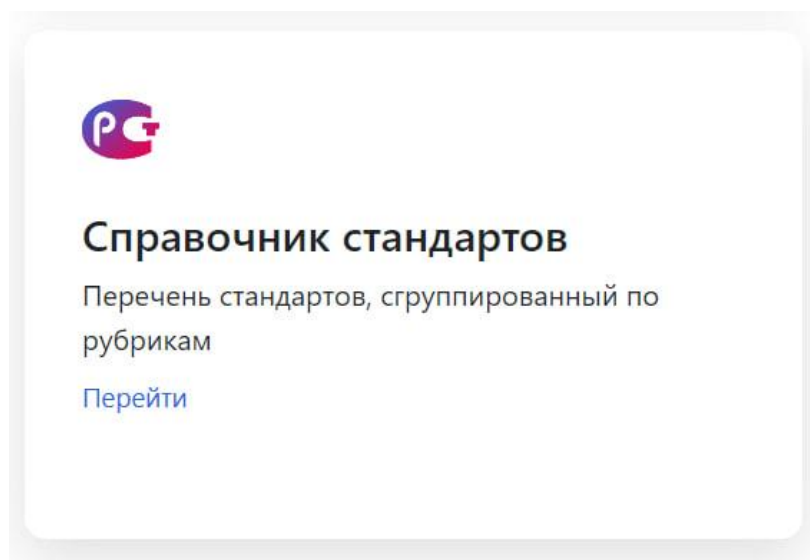 РСТ
Справочник стандартов
Перечень стандартов, сгруппированный по
рубрикам
Перейти